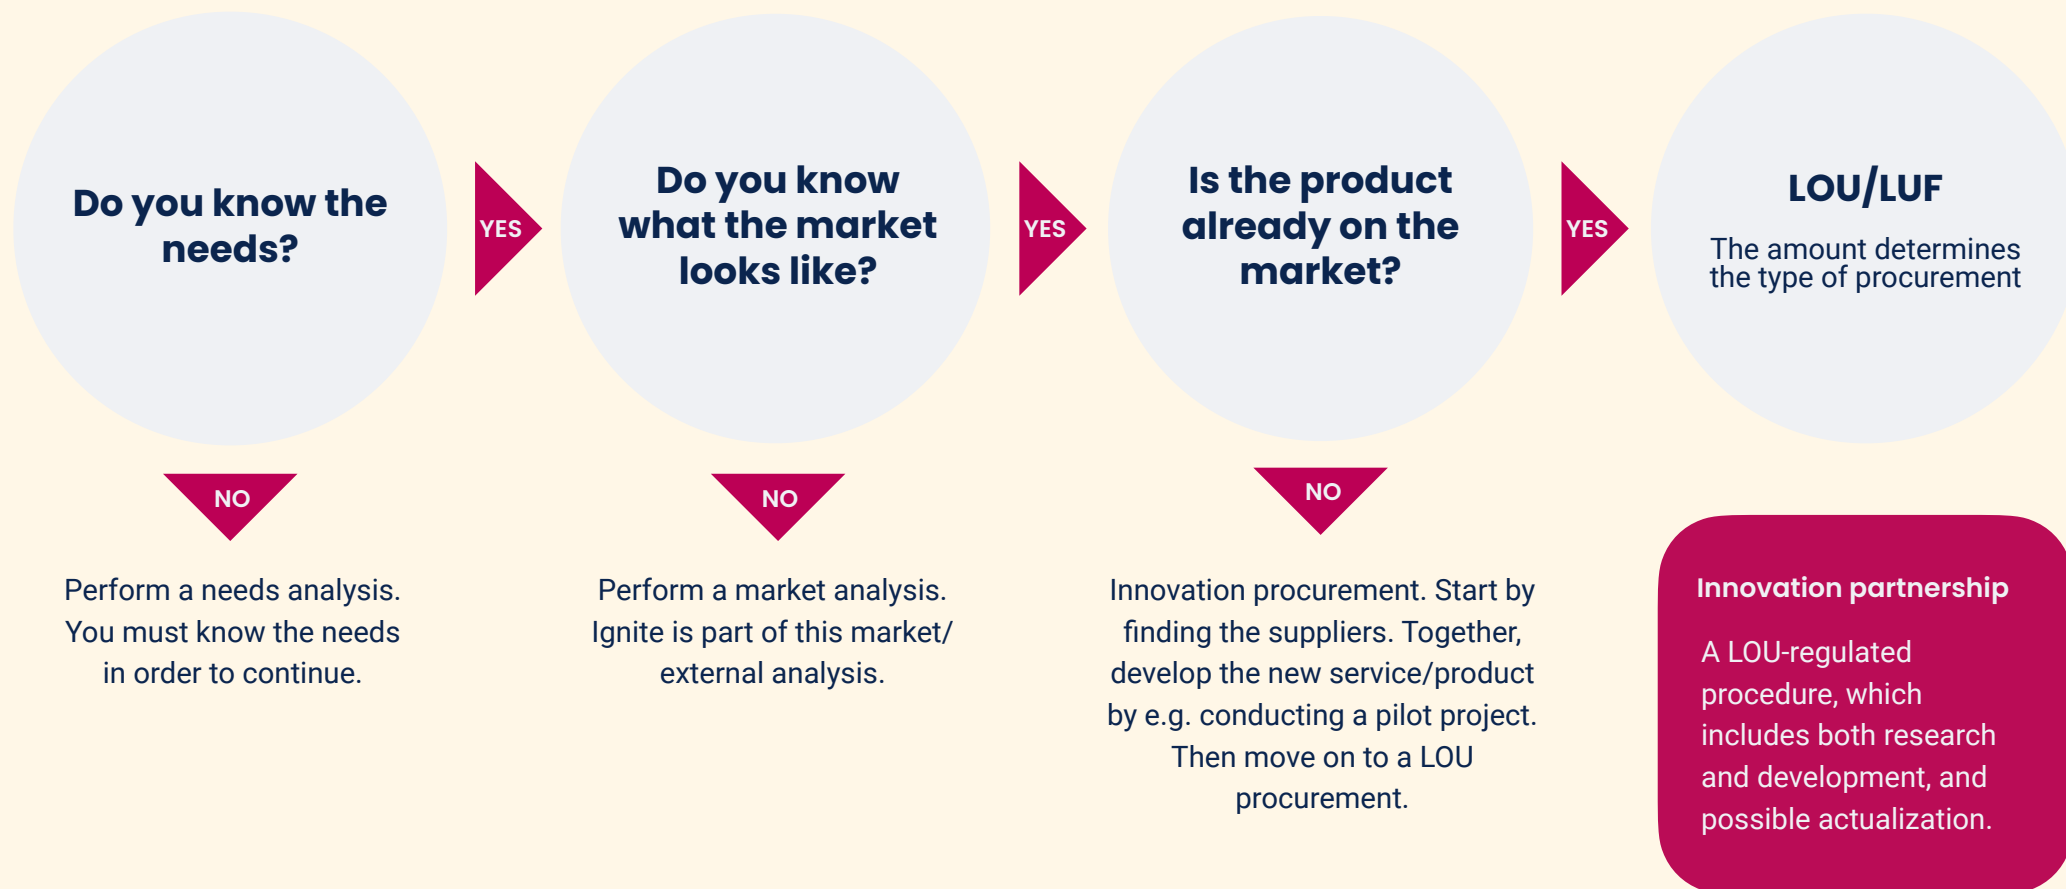 Do you know the
needs?
YES
NO
Perform a needs analysis.
You must know the needs
in order to continue.
Do you know
what the market
looks like?
YES
NO
Perform a market analysis.
Ignite is part of this market/
external analysis.
Is the product
already on the
market?
YES
NO
Innovation procurement. Start by
finding the suppliers. Together,
develop the new service/product
by e.g. conducting a pilot project.
Then move on to a LOU
procurement.
LOU/LUF
The amount determines
the type of procurement
Innovation partnership
A LOU-regulated
procedure, which
includes both research
and development, and
possible actualization.